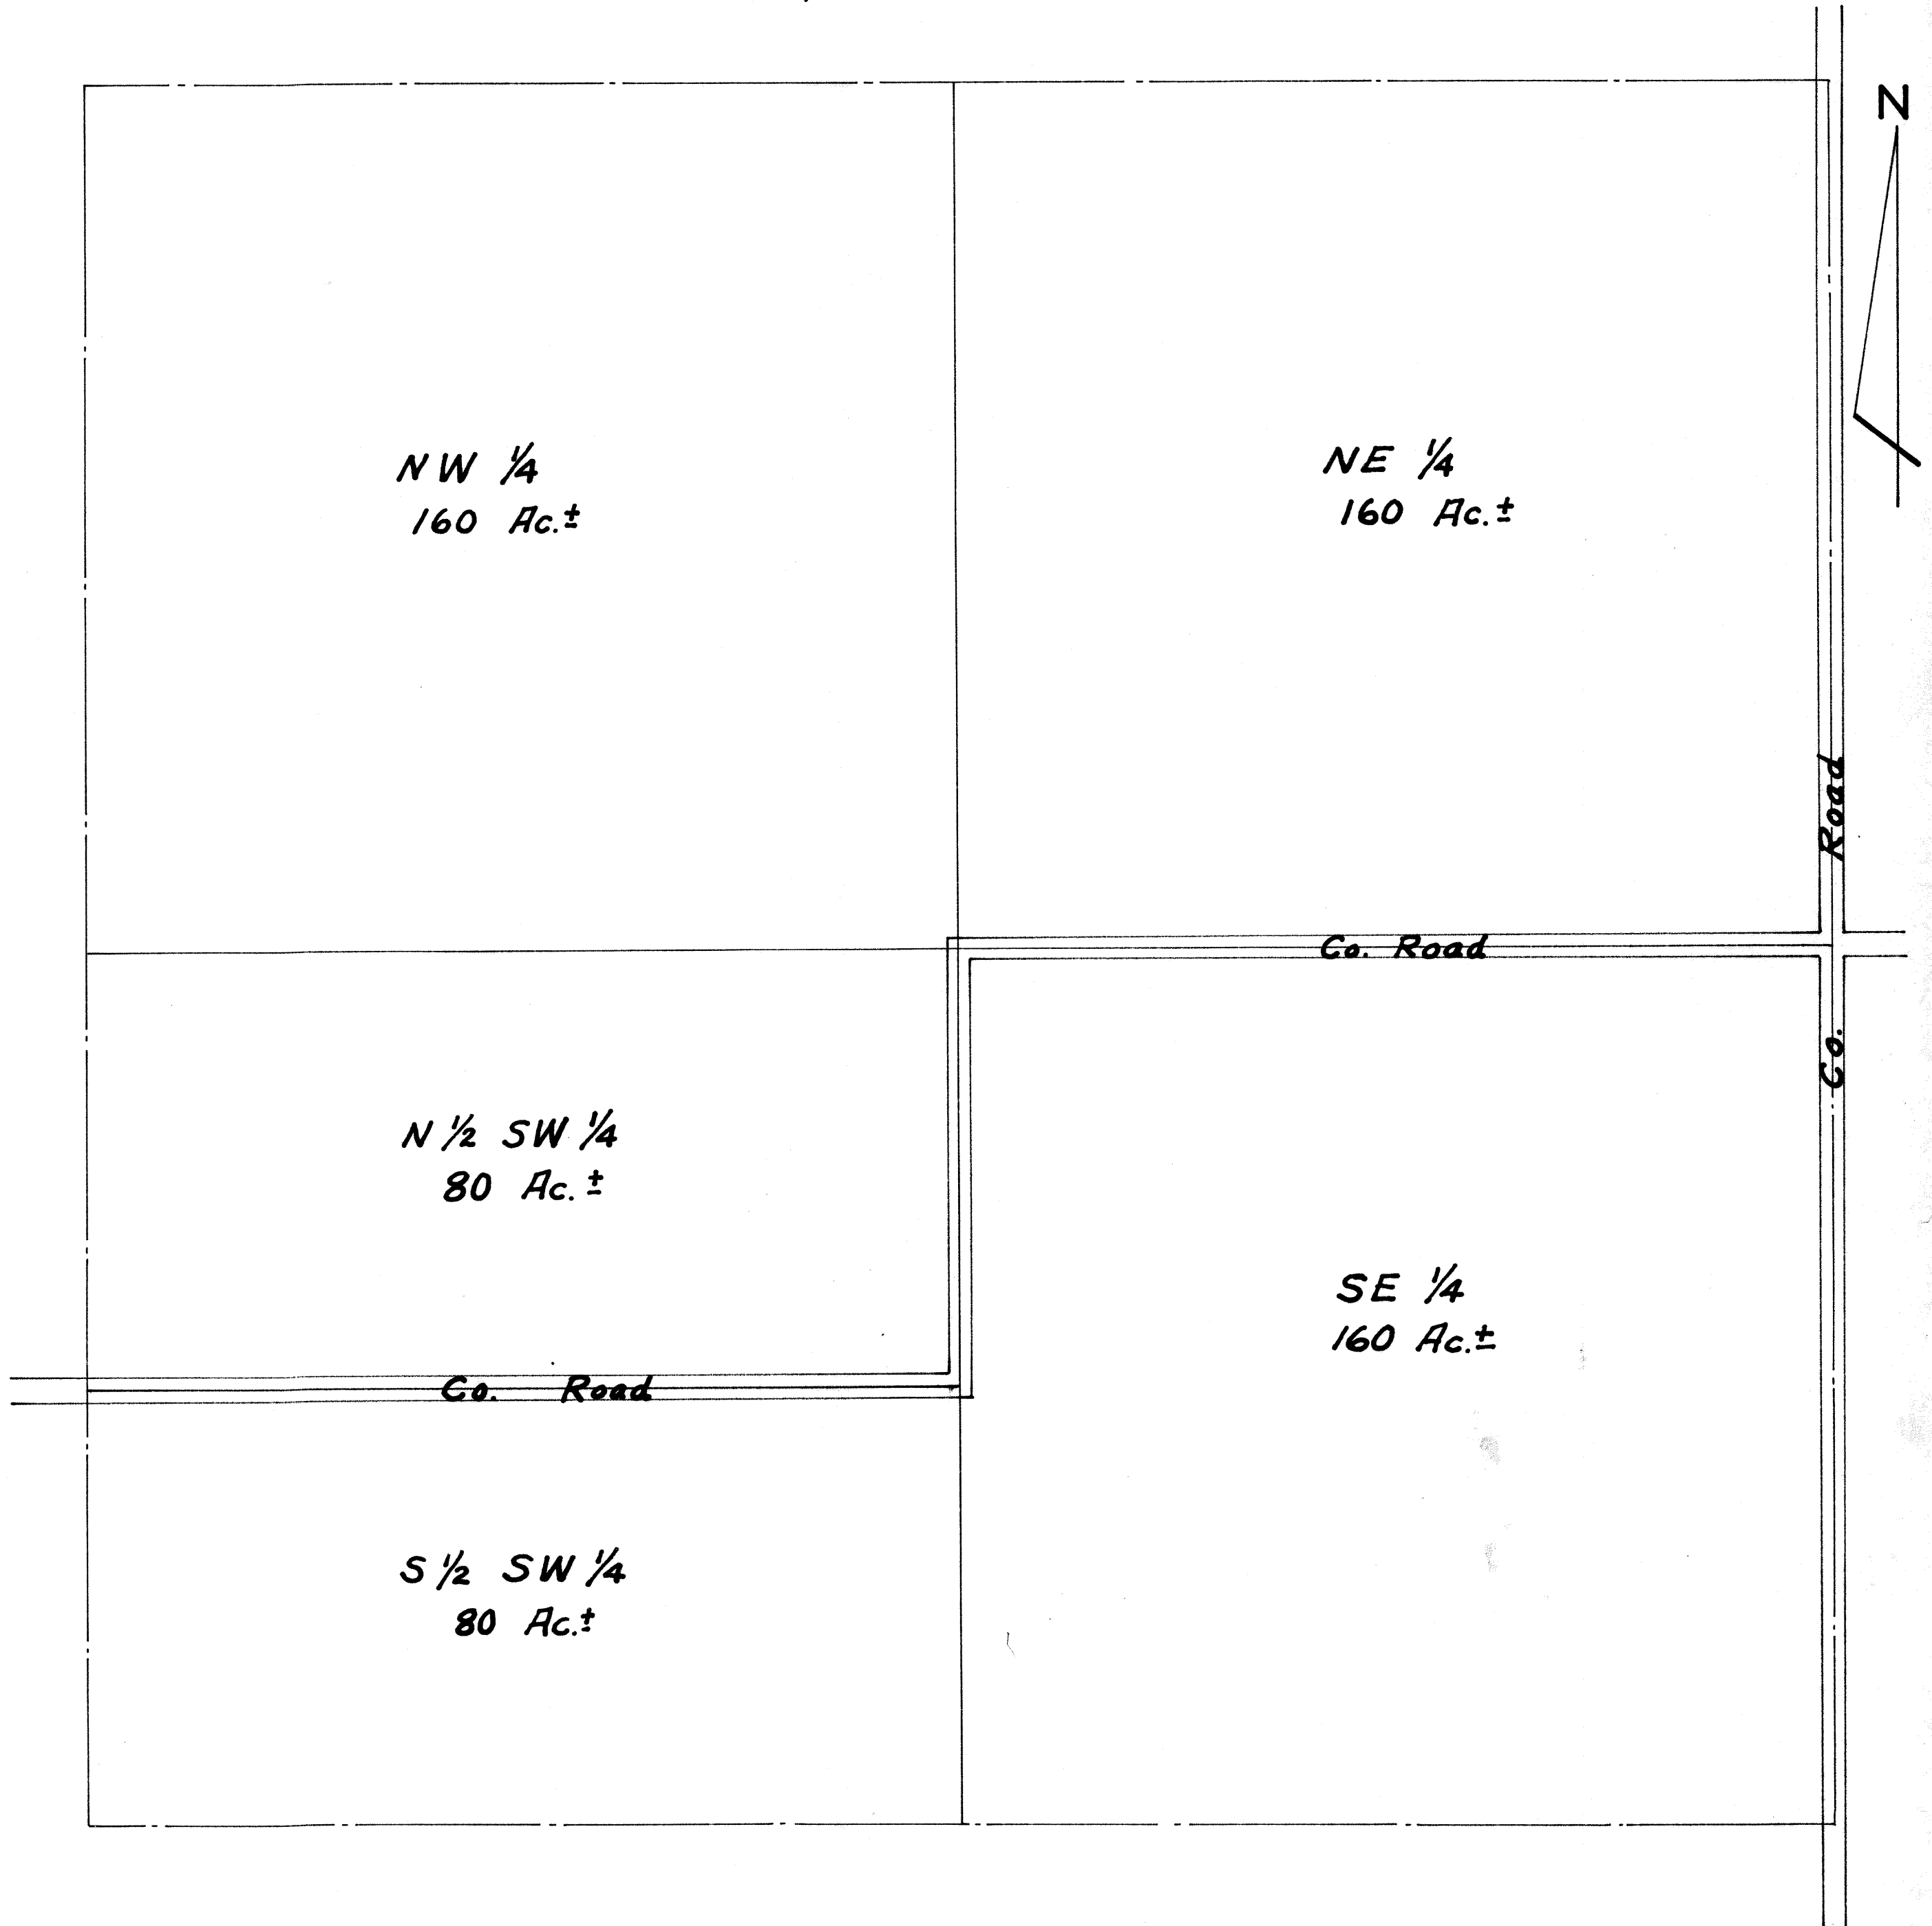 N
NW 1/4
160 Ac.±
NE 1/4
160 Ac.±
Co. Road
Co. Road
N 1/2 SW 1/4
80 Ac.±
SE 1/4
160 Ac.±
Co. Road
S 1/2 SW 1/4
80 Ac.±